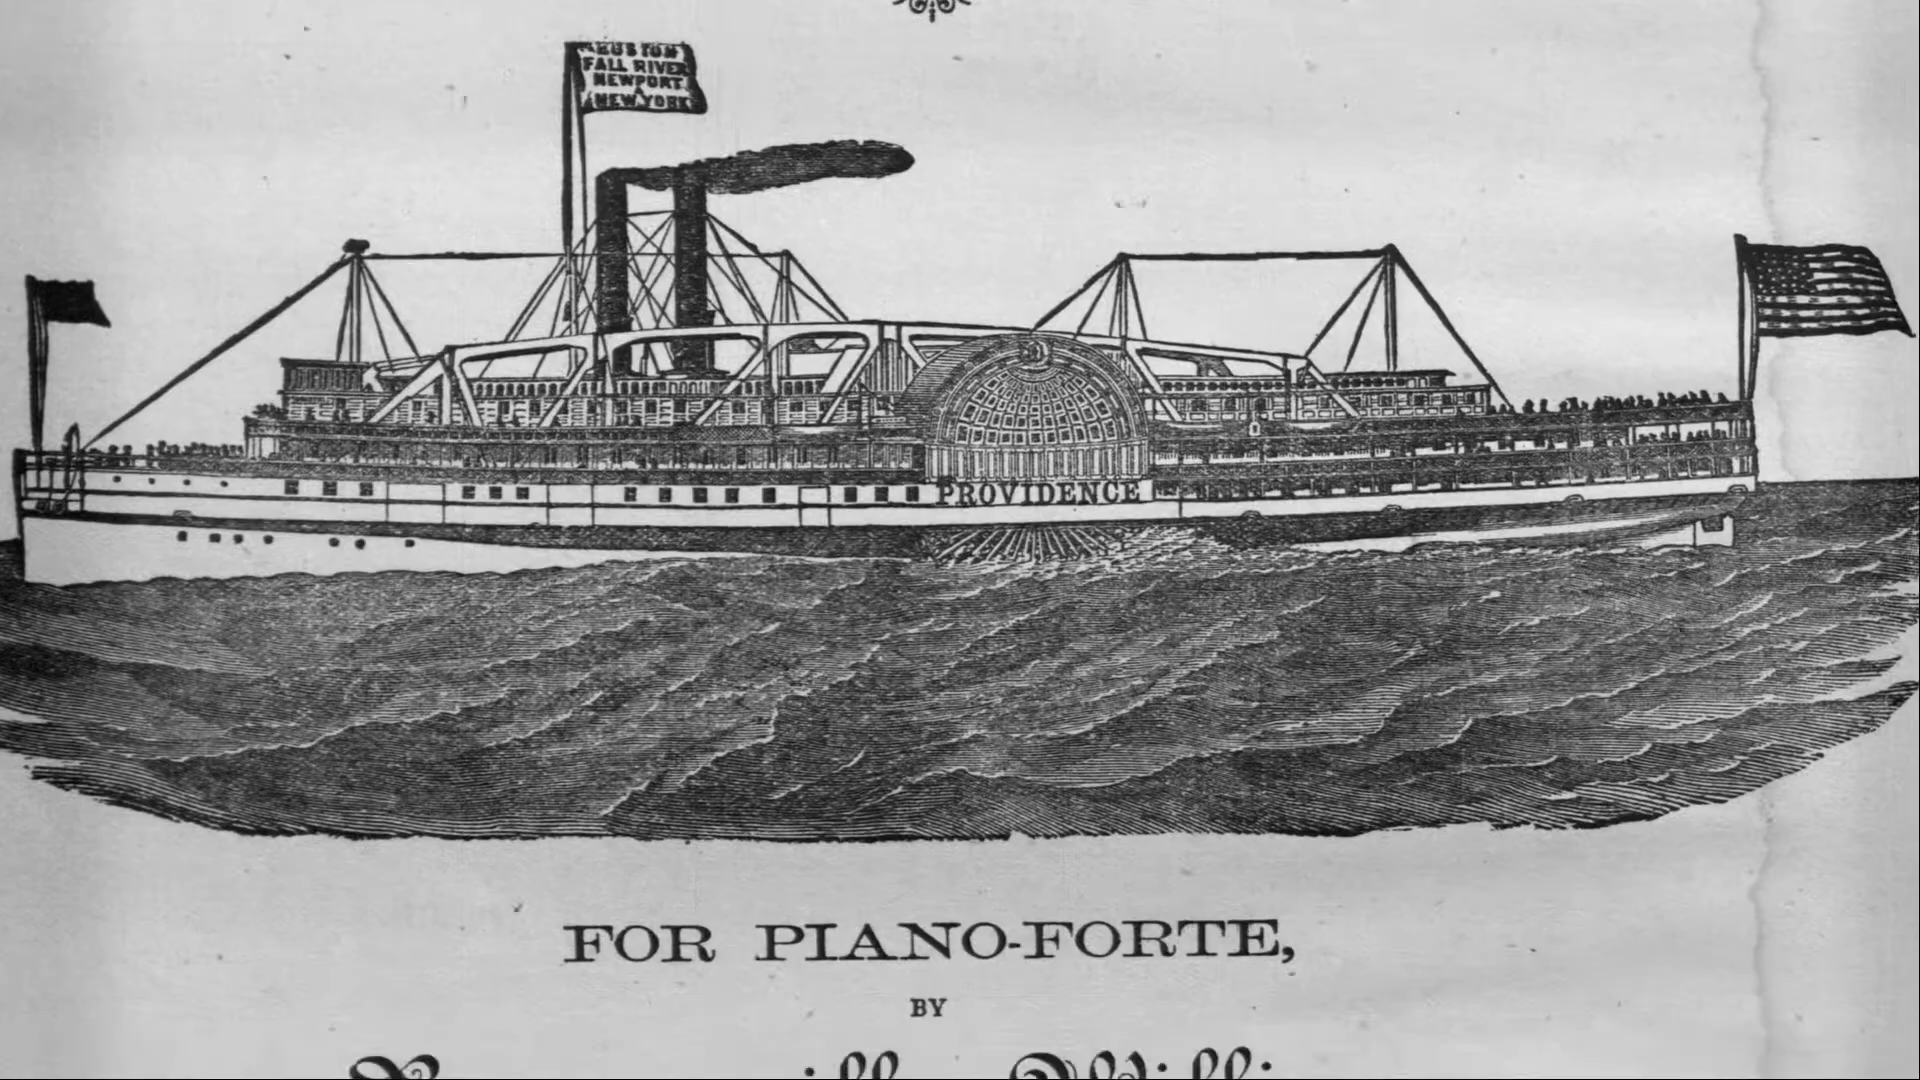 BOSTON
FALL RIVER
NEWPORT
&
NEW YORK
PROVIDENCE
FOR PIANO-FORTE,
BY